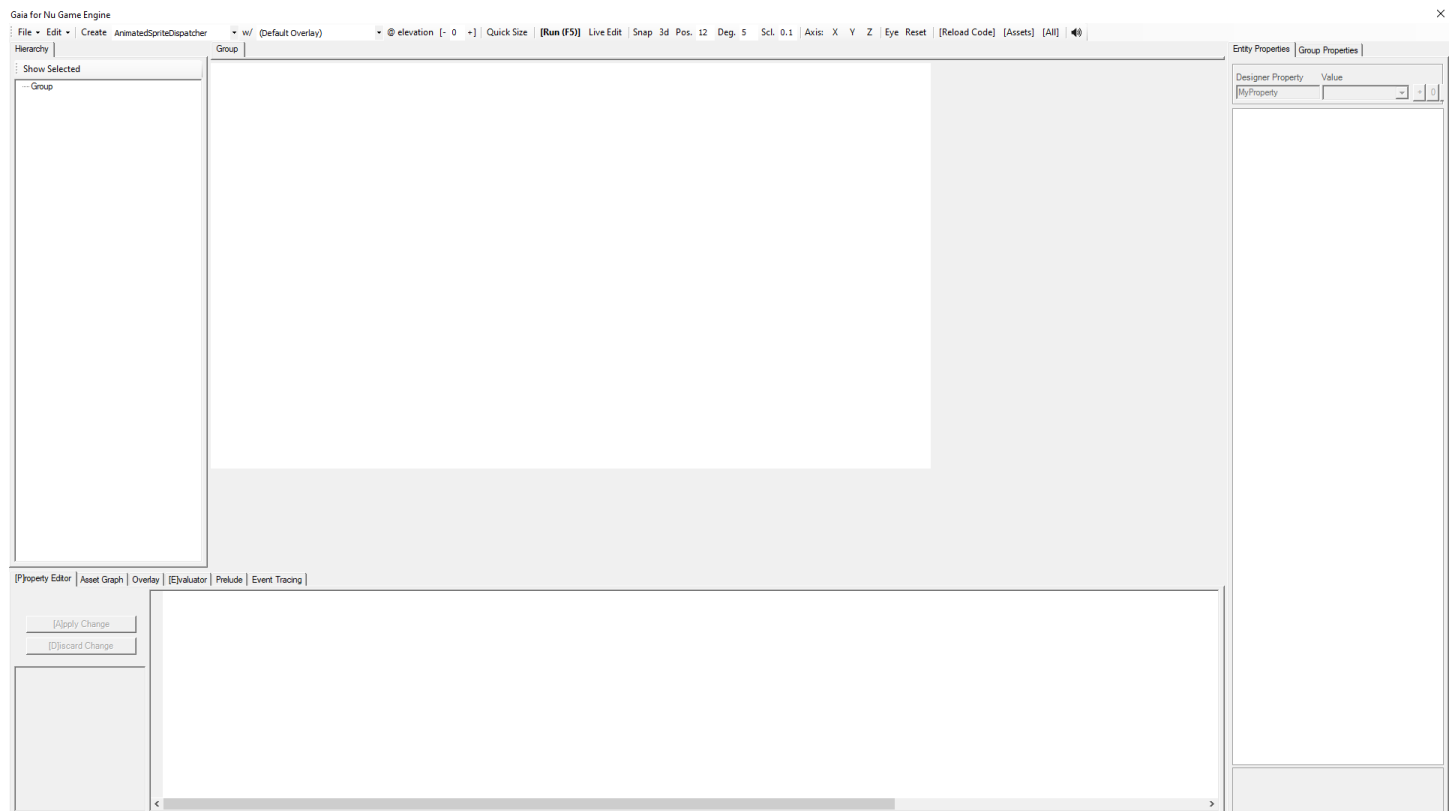 Gaia for Nu Game Engine
File Edit Create AnimatedSpriteDispatcher w/ (Default Overlay) @ elevation [- 0 +] Quick Size [Run (F5)] Live Edit Snap 3d Pos. 12 Deg. 5 Scl. 0.1 Axis: X Y Z Eye Reset [Reload Code] [Assets] [All]
Hierarchy
Show Selected
Group
Group
Entity Properties Group Properties
Designer Property Value
MyProperty + 0
[P]roperty Editor Asset Graph Overlay [E]valuator Prelude Event Tracing
[A]pply Change
[D]iscard Change